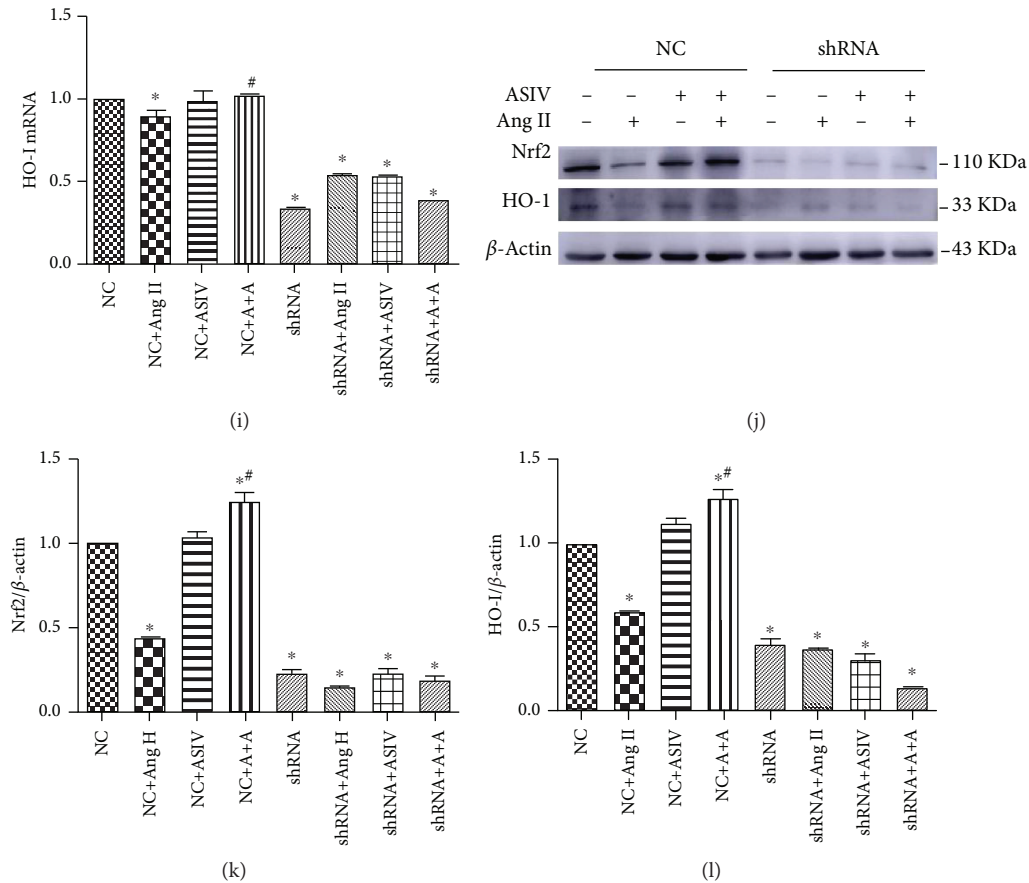 1.5
1.0
0.5
0.0
HO-I mRNA
*
#
*
*
*
*
NC
NC+Ang II
NC+ASIV
NC+A+A
shRNA
shRNA+Ang II
shRNA+ASIV
shRNA+A+A
(i)
NC shRNA
ASIV – – + + – – + +
Ang II – + – + – + – +
Nrf2 –110 KDa
HO-1 –33 KDa
β-Actin –43 KDa
(j)
1.5
1.0
0.5
0.0
Nrf2/β-actin
*
*#
*
*
*
*
NC
NC+Ang H
NC+ASIV
NC+A+A
shRNA
shRNA+Ang H
shRNA+ASIV
shRNA+A+A
(k)
1.5
1.0
0.5
0.0
HO-I/β-actin
*
*#
*
*
*
*
NC
NC+Ang II
NC+ASIV
NC+A+A
shRNA
shRNA+Ang II
shRNA+ASIV
shRNA+A+A
(l)